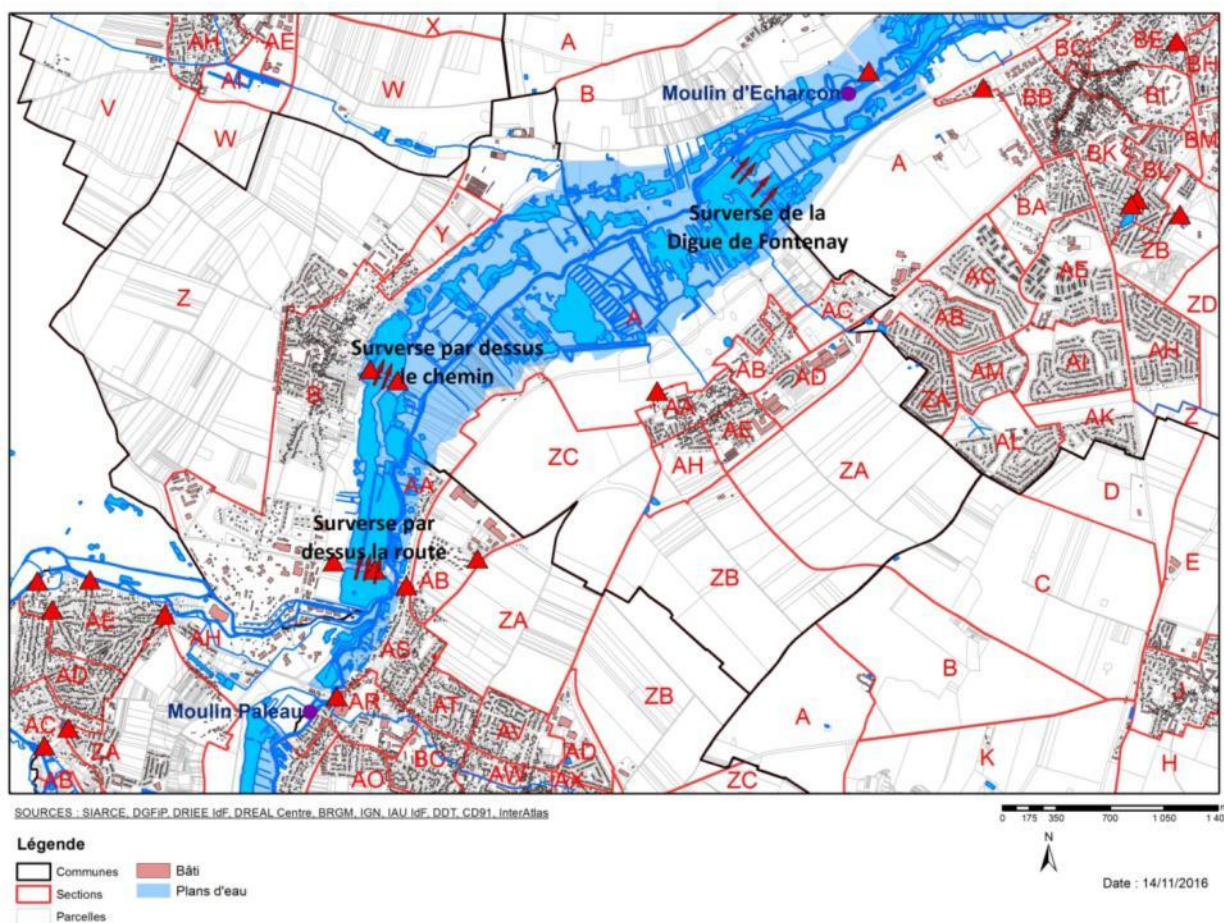 AH
AE
X
A
BC
BE
BH
AI
W
B
Moulin d'Echarcon
BB
BI
V
W
A
BK
BM
BL
Y
Surverse de la
Digue de Fontenay
BA
ZB
Z
AC
AE
ZD
A
AC
AB
Surverse par dessus
le chemin
AB
AD
AM
AI
AH
B
ZA
AA
AE
AK
Z
AL
ZC
AH
ZA
D
AA
Surverse par
dessus la route
AB
ZB
C
E
ZA
AE
AH
AS
AD
B
J
ZB
Moulin Paleau
AR
AT
AV
A
AC
ZA
BC
AD
K
H
AB
AO
AW
AX
ZC
SOURCES : SIARCE, DGFiP, DRIEE IdF, DREAL Centre, BRGM, IGN, IAU IdF, DDT, CD91, InterAtlas
0 175 350 700 1 050 1 40
N
Légende
Communes
Bâti
Sections
Plans d'eau
Parcelles
Date : 14/11/2016